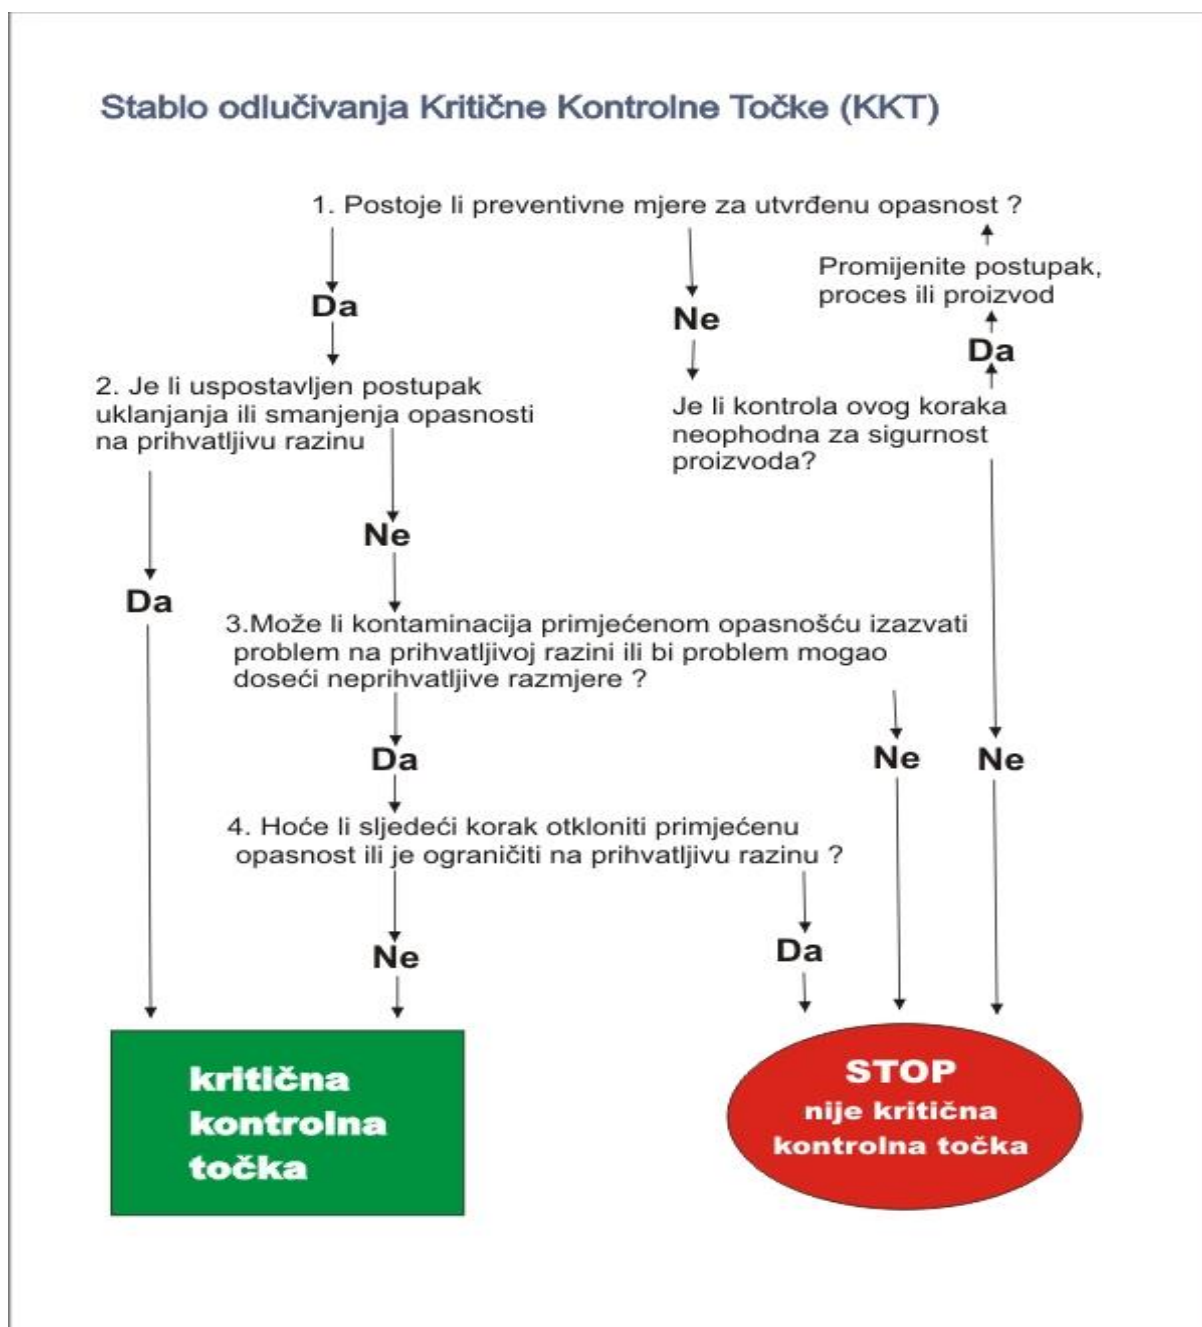 Stablo odlučivanja Kritične Kontrolne Točke (KKT)
1. Postoje li preventivne mjere za utvrđenu opasnost ?
Promijenite postupak,
proces ili proizvod
Da
Ne
Da
2. Je li uspostavljen postupak
uklanjanja ili smanjenja opasnosti
na prihvatljivu razinu
Je li kontrola ovog koraka
neophodna za sigurnost
proizvoda?
Ne
Da
3.Može li kontaminacija primjećenom opasnošću izazvati
problem na prihvatljivoj razini ili bi problem mogao
doseći neprihvatljive razmjere ?
Da
Ne
Ne
4. Hoće li sljedeći korak otkloniti primjećenu
opasnost ili je ograničiti na prihvatljivu razinu ?
Ne
Da
kritična
kontrolna
točka
STOP
nije kritična
kontrolna točka